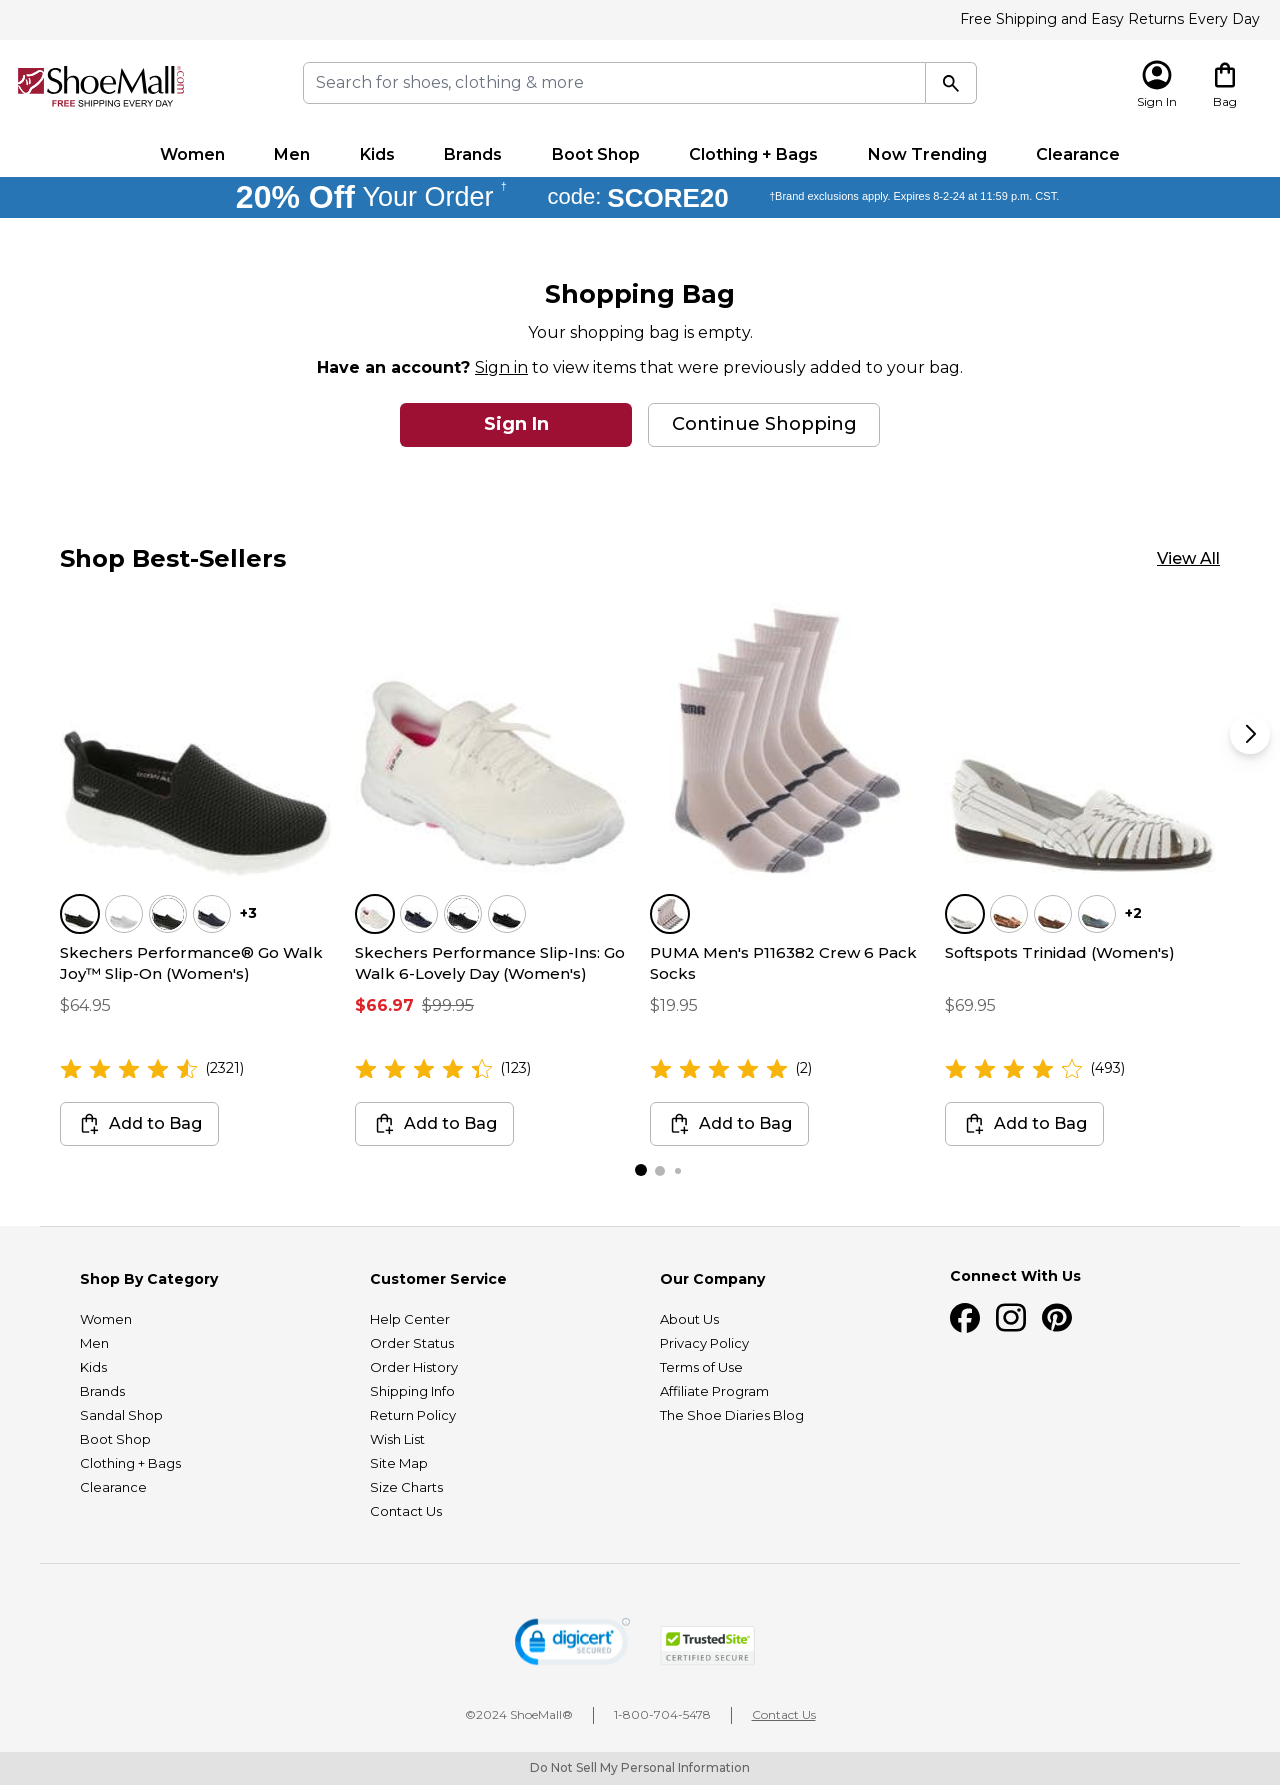 Free Shipping and Easy Returns Every Day
ShoeMall.com
FREE SHIPPING EVERY DAY
Search for shoes, clothing & more
Sign In
Bag
Women Men Kids Brands Boot Shop Clothing + Bags Now Trending Clearance
20% Off Your Order † code: SCORE20 †Brand exclusions apply. Expires 8-2-24 at 11:59 p.m. CST.
Shopping Bag
Your shopping bag is empty.
Have an account? Sign in to view items that were previously added to your bag.
Sign In
Continue Shopping
Shop Best-Sellers
View All
PUMA
+3
Skechers Performance® Go Walk
Joy™ Slip-On (Women's)
$64.95
(2321)
Add to Bag
Skechers Performance Slip-Ins: Go
Walk 6-Lovely Day (Women's)
$66.97 $99.95
(123)
Add to Bag
PUMA Men's P116382 Crew 6 Pack
Socks
$19.95
(2)
Add to Bag
+2
Softspots Trinidad (Women's)
$69.95
(493)
Add to Bag
Shop By Category
Women
Men
Kids
Brands
Sandal Shop
Boot Shop
Clothing + Bags
Clearance
Customer Service
Help Center
Order Status
Order History
Shipping Info
Return Policy
Wish List
Site Map
Size Charts
Contact Us
Our Company
About Us
Privacy Policy
Terms of Use
Affiliate Program
The Shoe Diaries Blog
Connect With Us
digicert
SECURED
TrustedSite
CERTIFIED SECURE
©2024 ShoeMall®
1-800-704-5478
Contact Us
Do Not Sell My Personal Information